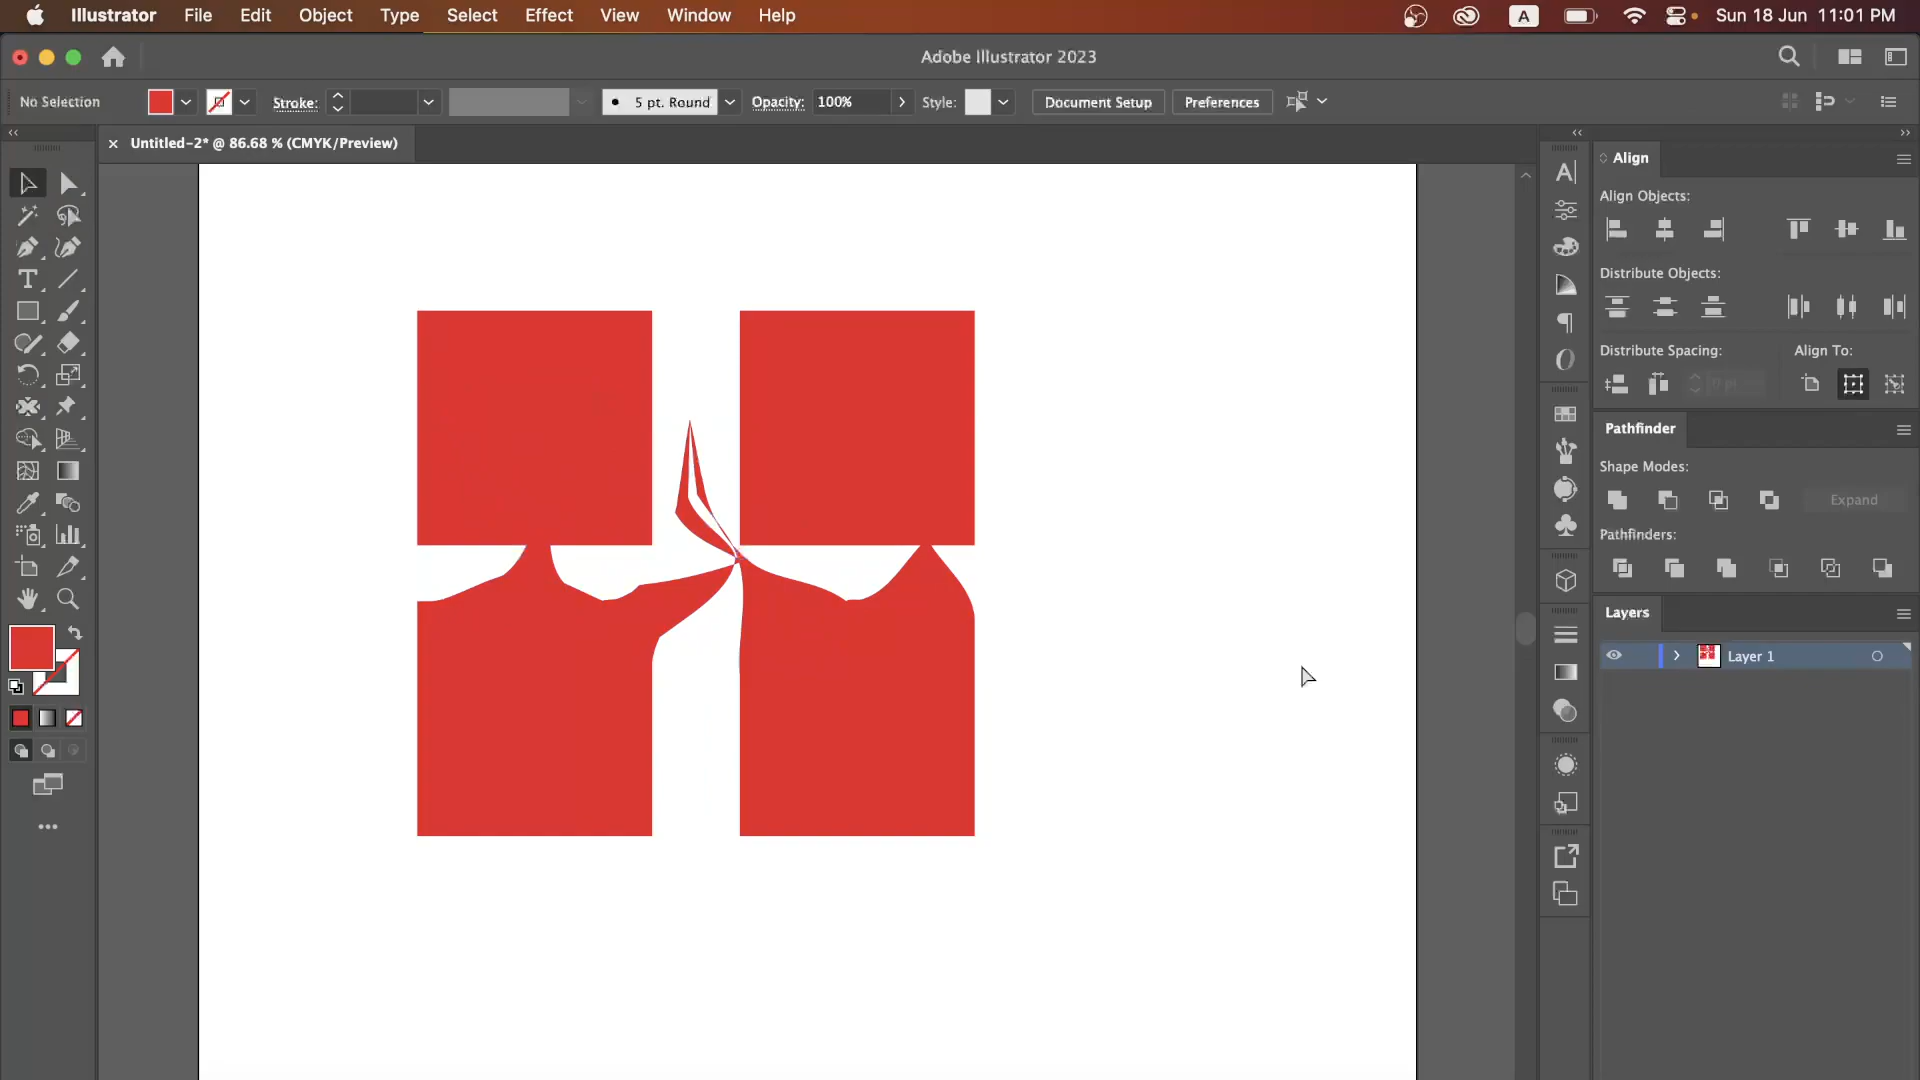 Illustrator File Edit Object Type Select Effect View Window Help A Sun 18 Jun 11:01 PM
Adobe Illustrator 2023
No Selection Stroke: 5 pt. Round Opacity: 100% Style: Document Setup Preferences
Untitled-2* @ 86.68 % (CMYK/Preview)
Align
Align Objects:
Distribute Objects:
Distribute Spacing: Align To:
0 pt
Pathfinder
Shape Modes:
Expand
Pathfinders:
Layers
Layer 1